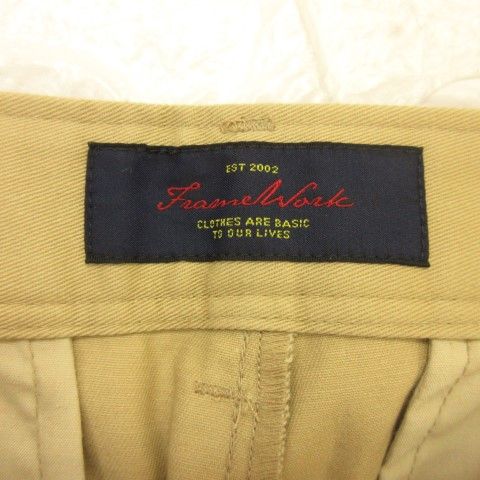 EST 2002
FrameWork
CLOTHES ARE BASIC
TO OUR LIVES